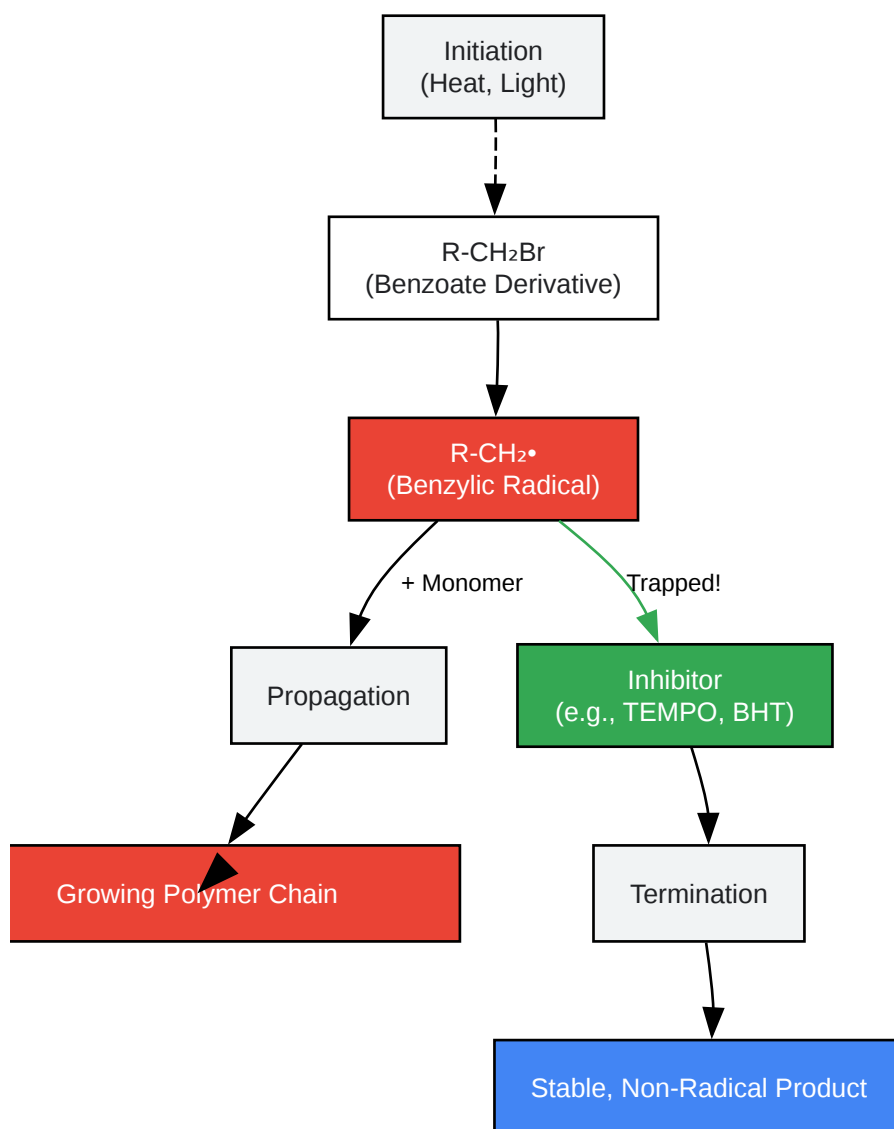 Initiation
(Heat, Light)
R-CH₂Br
(Benzoate Derivative)
R-CH₂•
(Benzylic Radical)
+ Monomer
Trapped!
Propagation
Inhibitor
(e.g., TEMPO, BHT)
Growing Polymer Chain
Termination
Stable, Non-Radical Product